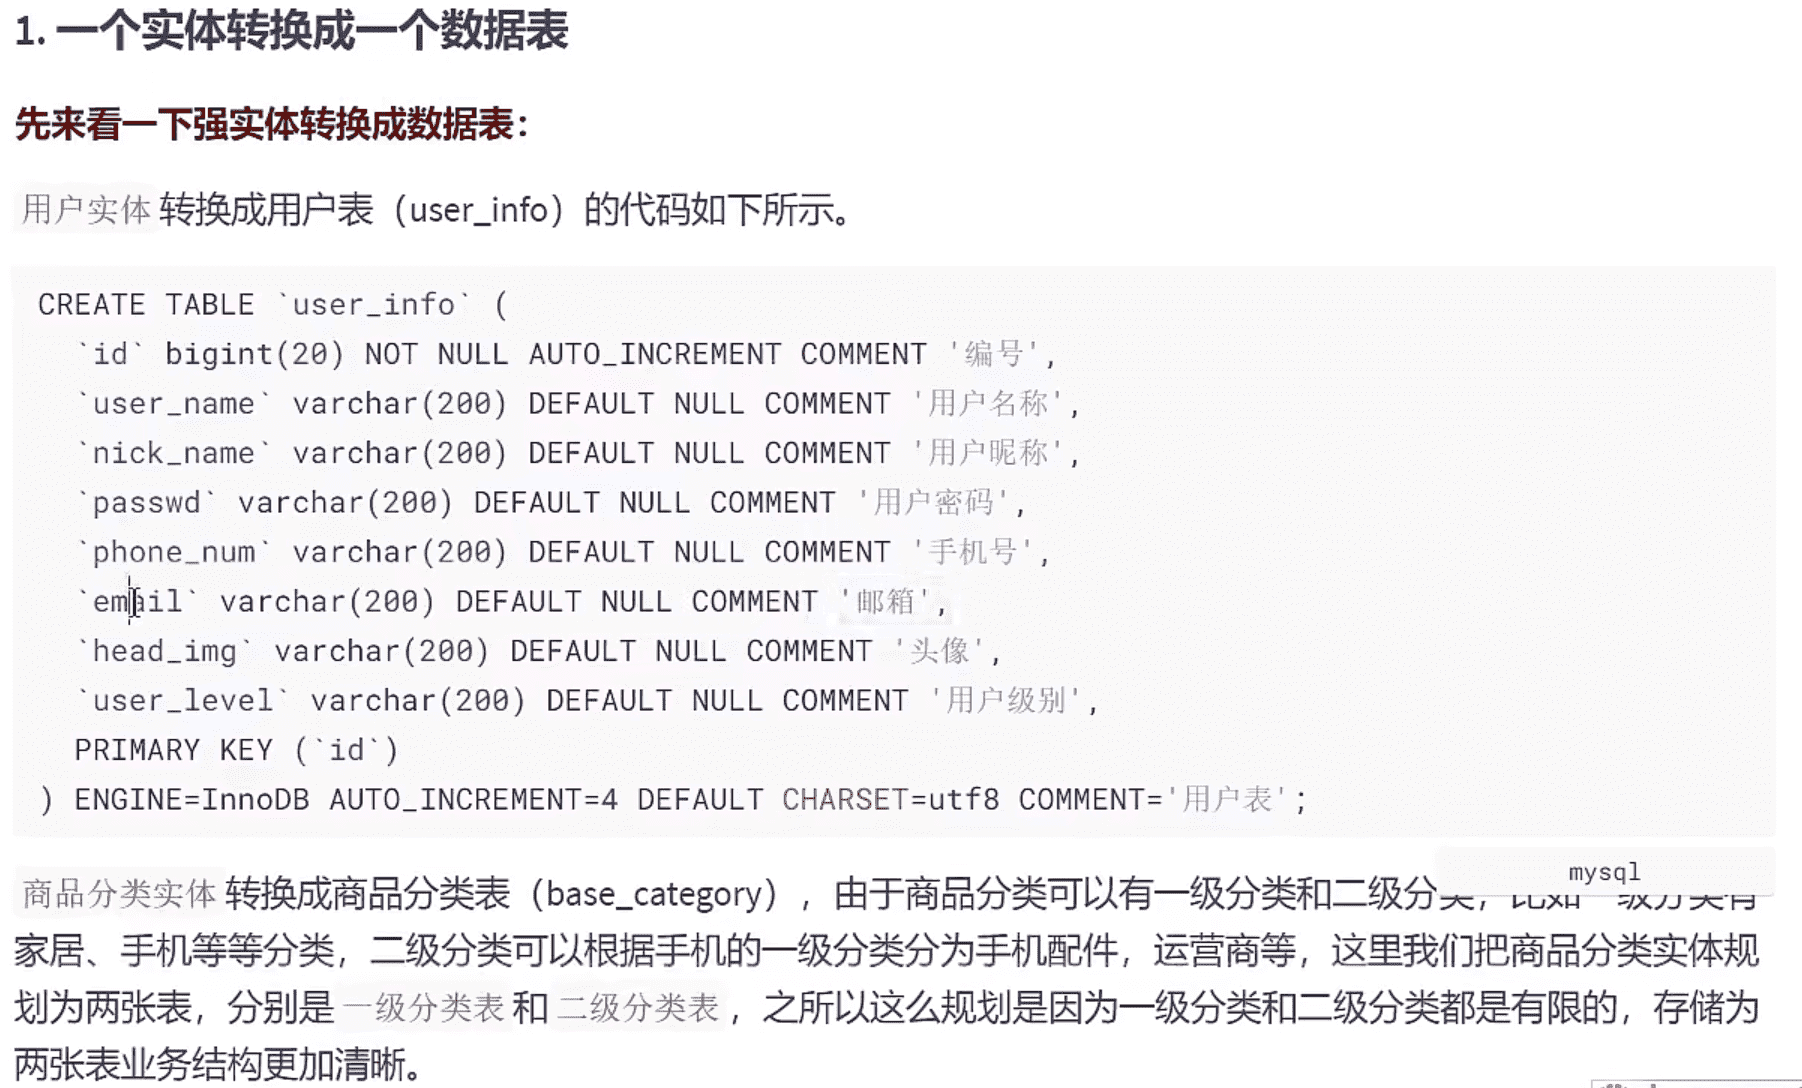 1. 一个实体转换成一个数据表
先来看一下强实体转换成数据表：
用户实体 转换成用户表（user_info）的代码如下所示。
CREATE TABLE `user_info` (
  `id` bigint(20) NOT NULL AUTO_INCREMENT COMMENT '编号',
  `user_name` varchar(200) DEFAULT NULL COMMENT '用户名称',
  `nick_name` varchar(200) DEFAULT NULL COMMENT '用户昵称',
  `passwd` varchar(200) DEFAULT NULL COMMENT '用户密码',
  `phone_num` varchar(200) DEFAULT NULL COMMENT '手机号',
  `email` varchar(200) DEFAULT NULL COMMENT '邮箱',
  `head_img` varchar(200) DEFAULT NULL COMMENT '头像',
  `user_level` varchar(200) DEFAULT NULL COMMENT '用户级别',
  PRIMARY KEY (`id`)
) ENGINE=InnoDB AUTO_INCREMENT=4 DEFAULT CHARSET=utf8 COMMENT='用户表';
mysql
商品分类实体 转换成商品分类表（base_category），由于商品分类可以有一级分类和二级分类，比如一级分类有
家居、手机等等分类，二级分类可以根据手机的一级分类分为手机配件，运营商等，这里我们把商品分类实体规
划为两张表，分别是 一级分类表 和 二级分类表 ，之所以这么规划是因为一级分类和二级分类都是有限的，存储为
两张表业务结构更加清晰。